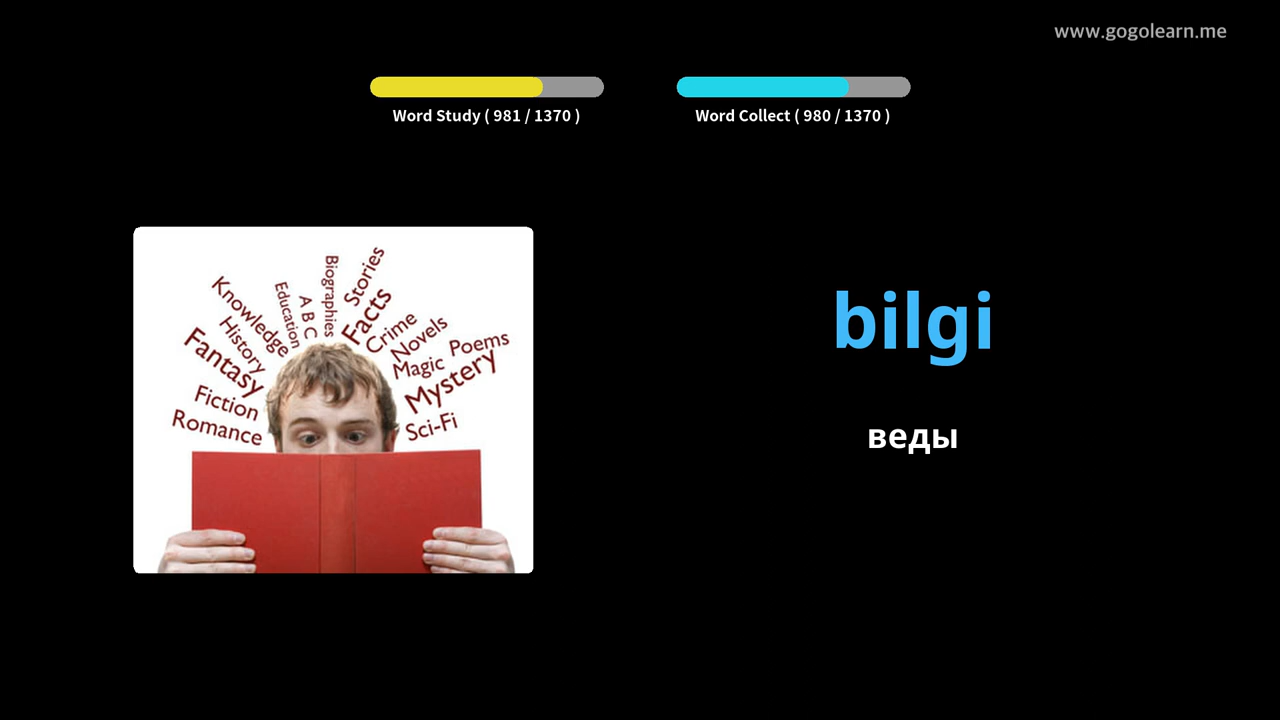 www.gogolearn.me
Word Study ( 981 / 1370 )
Word Collect ( 980 / 1370 )
Knowledge
History
Fantasy
Fiction
Romance
Education
A B C
Biographies
Stories
Facts
Crime
Novels
Magic
Poems
Mystery
Sci-Fi
bilgi
веды